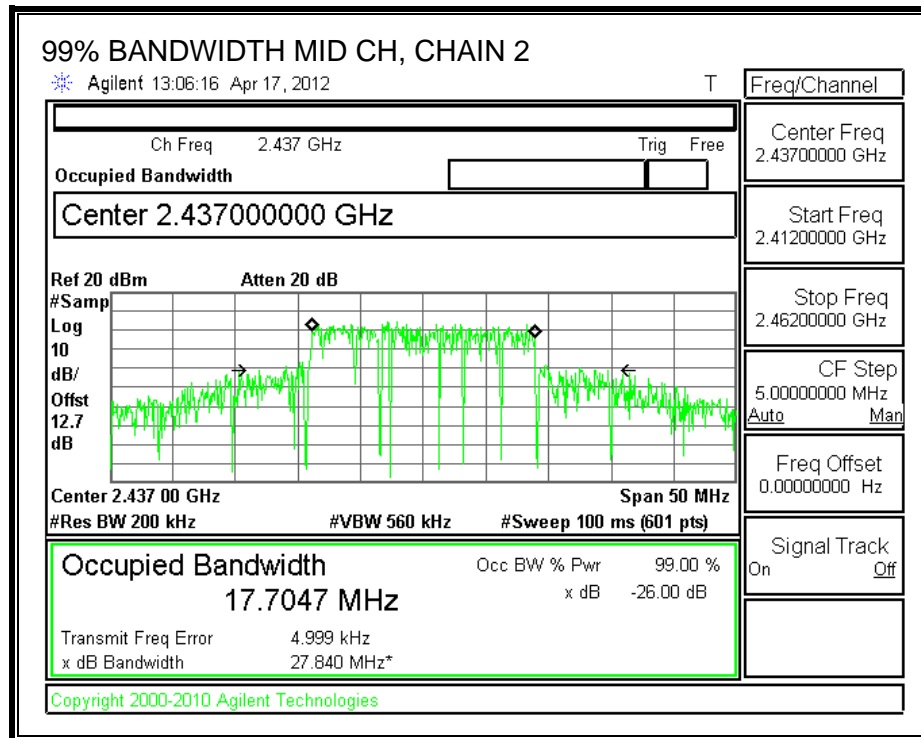 99% BANDWIDTH MID CH, CHAIN 2
Agilent 13:06:16 Apr 17, 2012 T
Freq/Channel
Ch Freq 2.437 GHz Trig Free
Occupied Bandwidth
Center 2.437000000 GHz
Center Freq
2.43700000 GHz
Start Freq
2.41200000 GHz
Stop Freq
2.46200000 GHz
CF Step
5.00000000 MHz
Auto Man
Freq Offset
0.00000000 Hz
Signal Track
On Off
Ref 20 dBm Atten 20 dB
#Samp
Log
10
dB/
Offst
12.7
dB
Center 2.437 00 GHz Span 50 MHz
#Res BW 200 kHz #VBW 560 kHz #Sweep 100 ms (601 pts)
Occupied Bandwidth
17.7047 MHz
Occ BW % Pwr 99.00 %
x dB -26.00 dB
Transmit Freq Error 4.999 kHz
x dB Bandwidth 27.840 MHz*
Copyright 2000-2010 Agilent Technologies